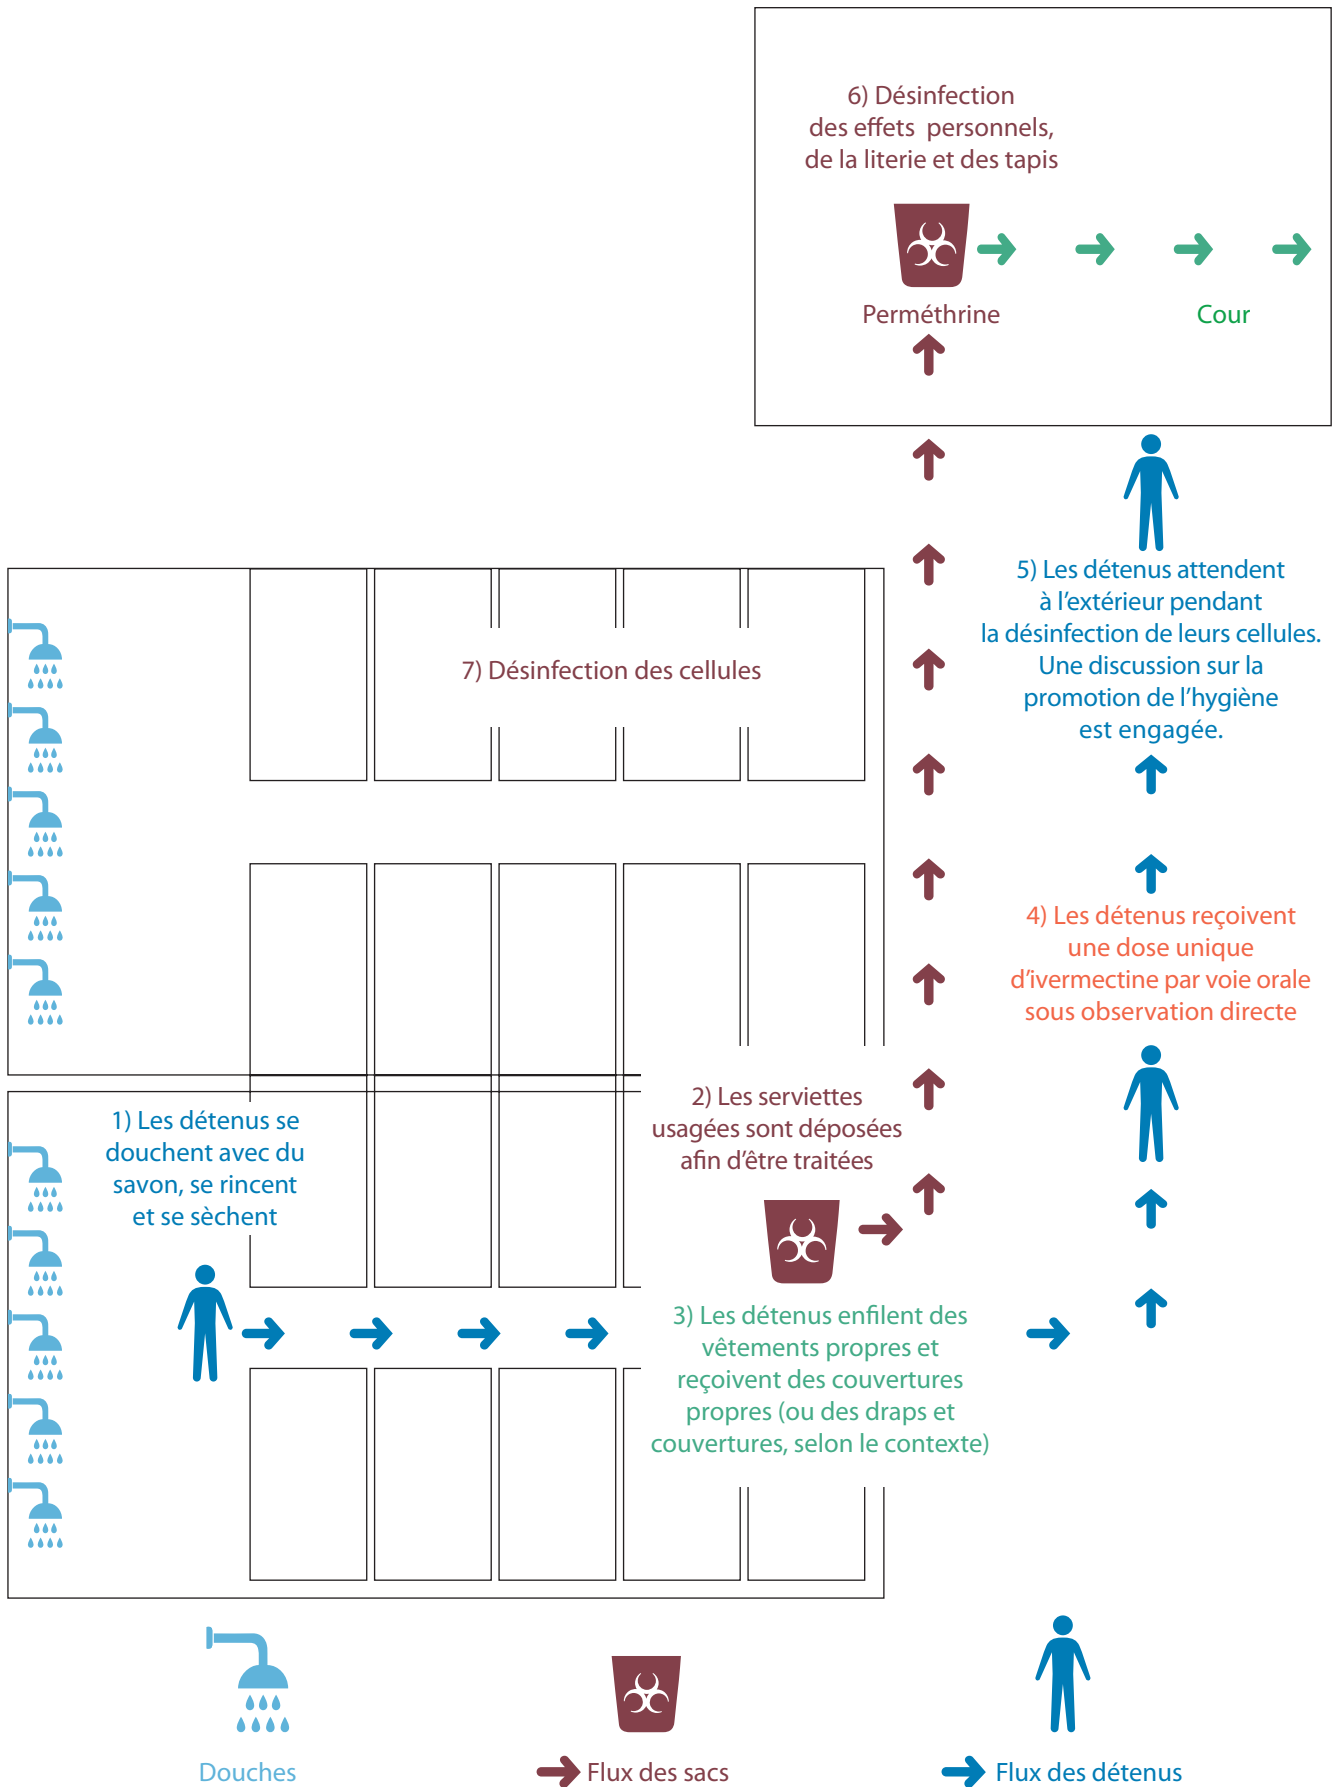 6) Désinfection
des effets personnels,
de la literie et des tapis
Perméthrine
Cour
5) Les détenus attendent
à l'extérieur pendant
la désinfection de leurs cellules.
Une discussion sur la
promotion de l'hygiène
est engagée.
7) Désinfection des cellules
4) Les détenus reçoivent
une dose unique
d'ivermectine par voie orale
sous observation directe
2) Les serviettes
usagées sont déposées
afin d'être traitées
1) Les détenus se
douchent avec du
savon, se rincent
et se sèchent
3) Les détenus enfilent des
vêtements propres et
reçoivent des couvertures
propres (ou des draps et
couvertures, selon le contexte)
Douches
Flux des sacs
Flux des détenus